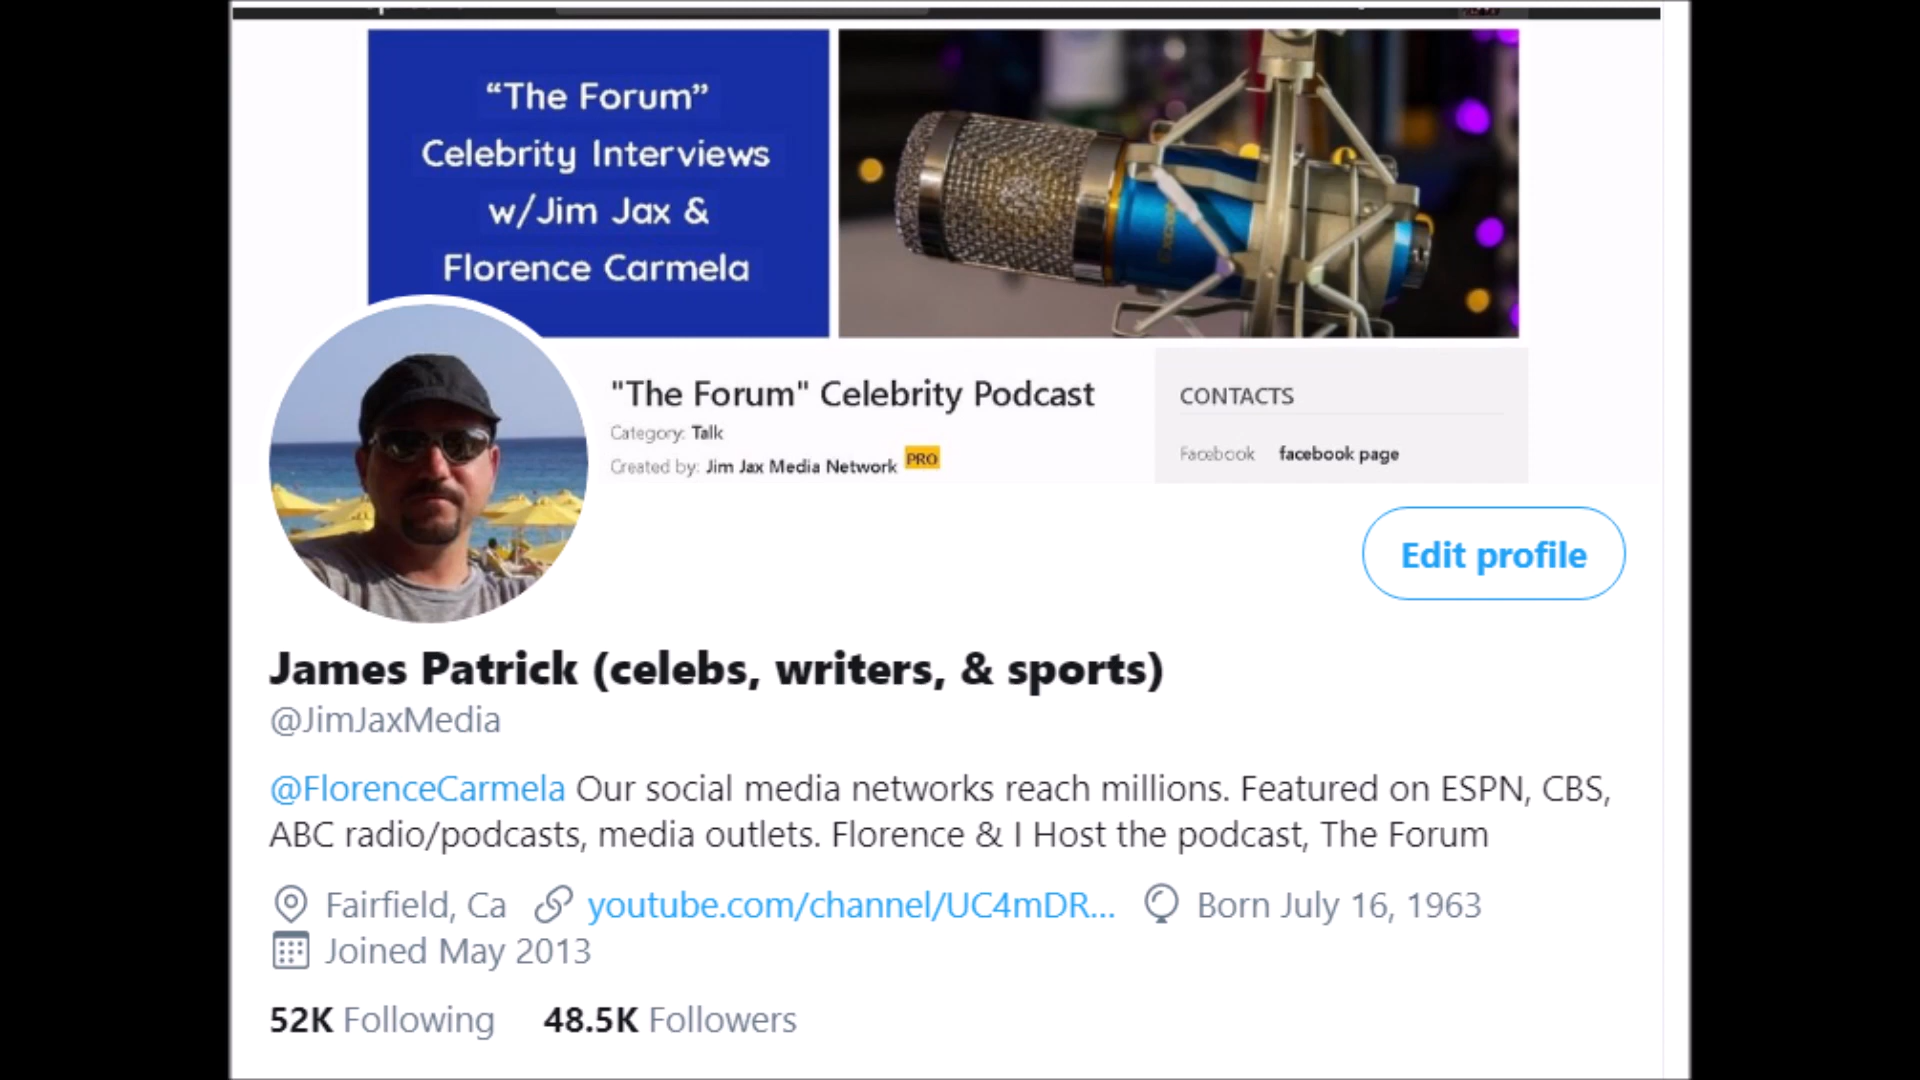 “The Forum”
Celebrity Interviews
w/Jim Jax &
Florence Carmela
"The Forum" Celebrity Podcast
Category: Talk
Created by: Jim Jax Media Network PRO
CONTACTS
Facebook facebook page
Edit profile
James Patrick (celebs, writers, & sports)
@JimJaxMedia
@FlorenceCarmela Our social media networks reach millions. Featured on ESPN, CBS,
ABC radio/podcasts, media outlets. Florence & I Host the podcast, The Forum
Fairfield, Ca youtube.com/channel/UC4mDR... Born July 16, 1963
Joined May 2013
52K Following 48.5K Followers